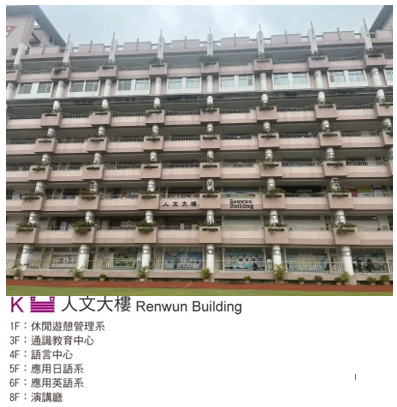 人文大樓
Renwun
Building
K 人文大樓 Renwun Building
1F：休閒遊憩管理系
3F：通識教育中心
4F：語言中心
5F：應用日語系
6F：應用英語系
8F：演講廳